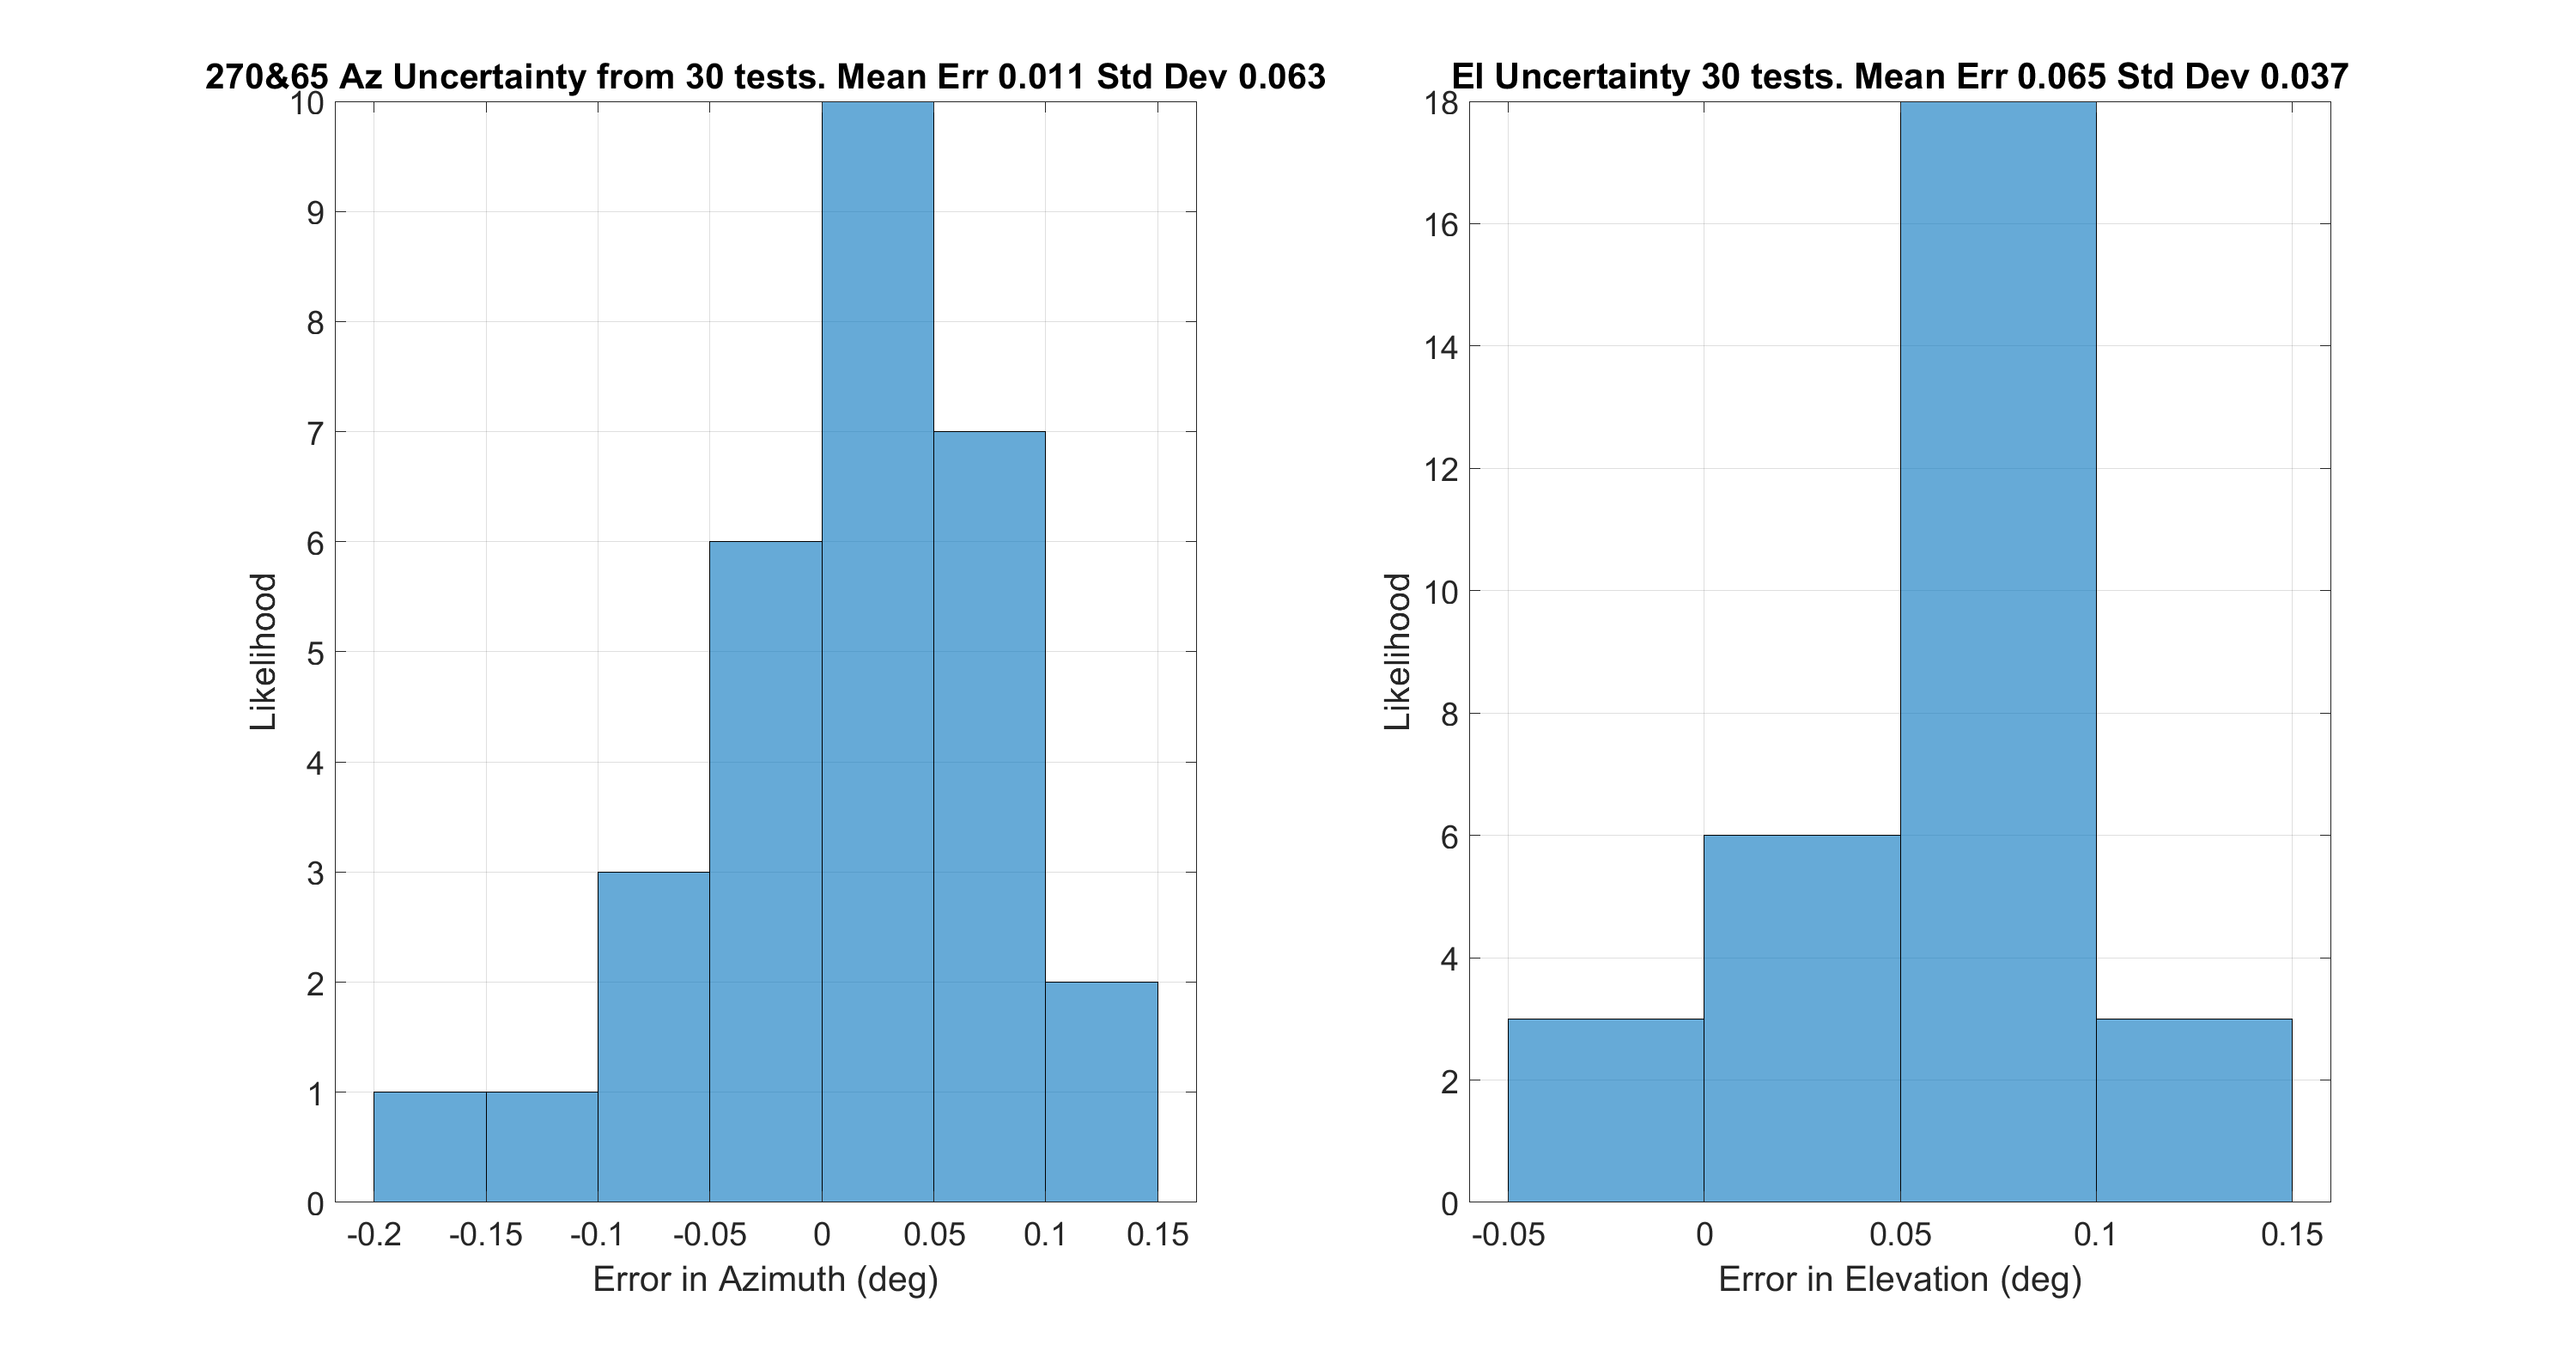 270&65 Az Uncertainty from 30 tests. Mean Err 0.011 Std Dev 0.063
10
9
8
7
6
5
4
3
2
1
0
Likelihood
-0.2 -0.15 -0.1 -0.05 0 0.05 0.1 0.15
Error in Azimuth (deg)
El Uncertainty 30 tests. Mean Err 0.065 Std Dev 0.037
18
16
14
12
10
8
6
4
2
0
Likelihood
-0.05 0 0.05 0.1 0.15
Error in Elevation (deg)